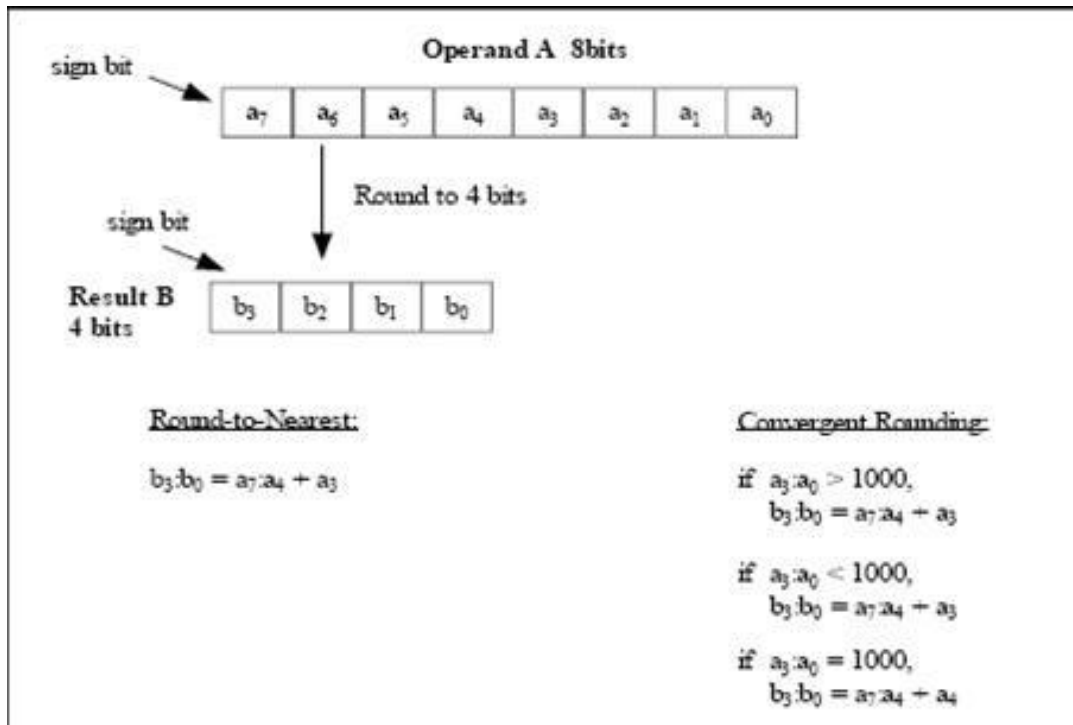 Operand A 8bits
sign bit
a₇ a₆ a₅ a₄ a₃ a₂ a₁ a₀
Round to 4 bits
sign bit
Result B
4 bits
b₃ b₂ b₁ b₀
Round-to-Nearest:
b₃:b₀ = a₇:a₄ + a₃
Convergent Rounding:
if a₃:a₀ > 1000,
b₃:b₀ = a₇:a₄ + a₃
if a₃:a₀ < 1000,
b₃:b₀ = a₇:a₄ + a₃
if a₃:a₀ = 1000,
b₃:b₀ = a₇:a₄ + a₄